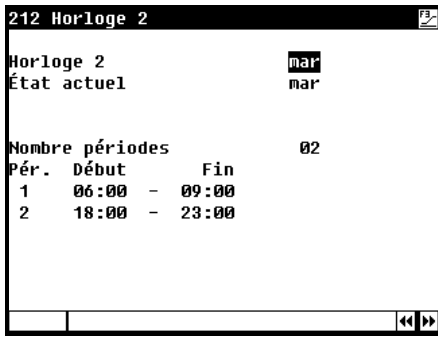 212 Horloge 2
Horloge 2 mar
État actuel mar
Nombre périodes 02
Pér. Début Fin
1 06:00 - 09:00
2 18:00 - 23:00